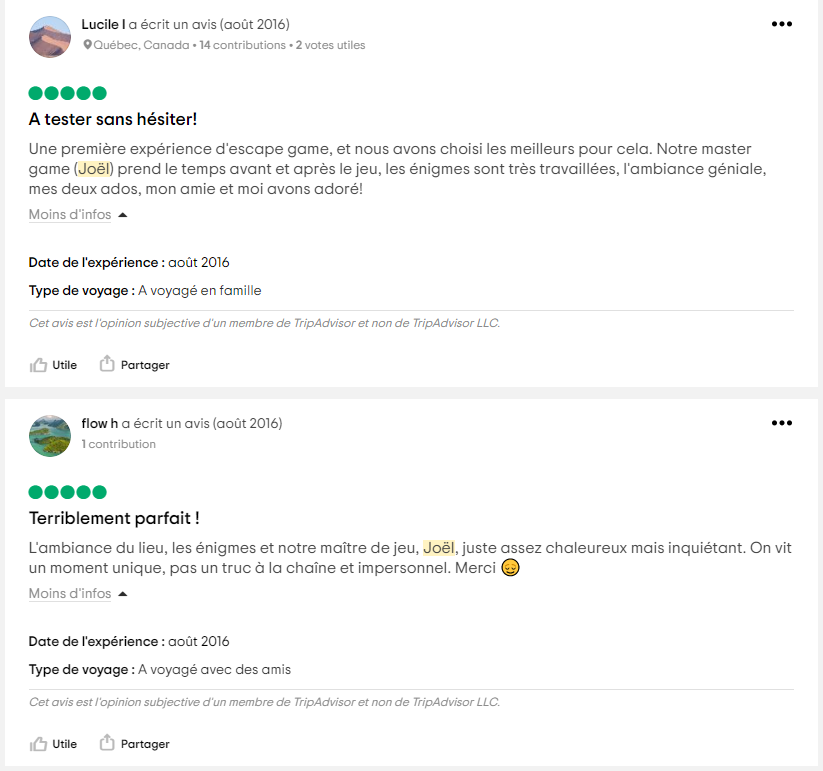 Lucile l a écrit un avis (août 2016)
Québec, Canada • 14 contributions • 2 votes utiles
A tester sans hésiter!
Une première expérience d'escape game, et nous avons choisi les meilleurs pour cela. Notre master
game (Joël) prend le temps avant et après le jeu, les énigmes sont très travaillées, l'ambiance géniale,
mes deux ados, mon amie et moi avons adoré!
Moins d'infos
Date de l'expérience : août 2016
Type de voyage : A voyagé en famille
Cet avis est l'opinion subjective d'un membre de TripAdvisor et non de TripAdvisor LLC.
Utile Partager
flow h a écrit un avis (août 2016)
1 contribution
Terriblement parfait !
L'ambiance du lieu, les énigmes et notre maître de jeu, Joël, juste assez chaleureux mais inquiétant. On vit
un moment unique, pas un truc à la chaîne et impersonnel. Merci 😌
Moins d'infos
Date de l'expérience : août 2016
Type de voyage : A voyagé avec des amis
Cet avis est l'opinion subjective d'un membre de TripAdvisor et non de TripAdvisor LLC.
Utile Partager